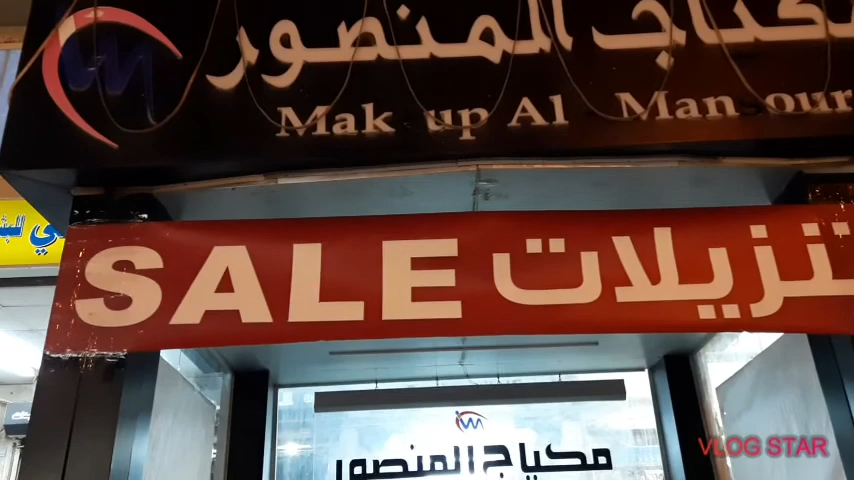 مكياج المنصور
Mak up Al Mansour
SALE تنزيلات
مكياج المنصور
VLOG STAR